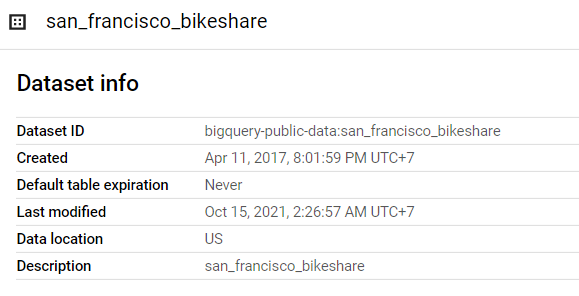 san_francisco_bikeshare
Dataset info
Dataset ID bigquery-public-data:san_francisco_bikeshare
Created Apr 11, 2017, 8:01:59 PM UTC+7
Default table expiration Never
Last modified Oct 15, 2021, 2:26:57 AM UTC+7
Data location US
Description san_francisco_bikeshare